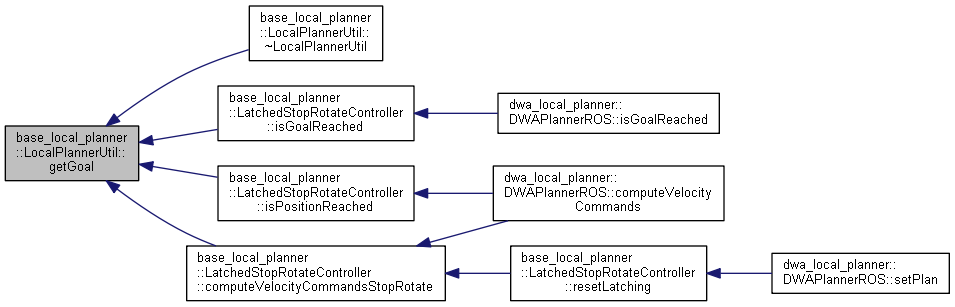 base_local_planner
::LocalPlannerUtil::
~LocalPlannerUtil
base_local_planner
::LatchedStopRotateController
::isGoalReached
dwa_local_planner::
DWAPlannerROS::isGoalReached
base_local_planner
::LocalPlannerUtil::
getGoal
base_local_planner
::LatchedStopRotateController
::isPositionReached
dwa_local_planner::
DWAPlannerROS::computeVelocity
Commands
base_local_planner
::LatchedStopRotateController
::computeVelocityCommandsStopRotate
base_local_planner
::LatchedStopRotateController
::resetLatching
dwa_local_planner::
DWAPlannerROS::setPlan